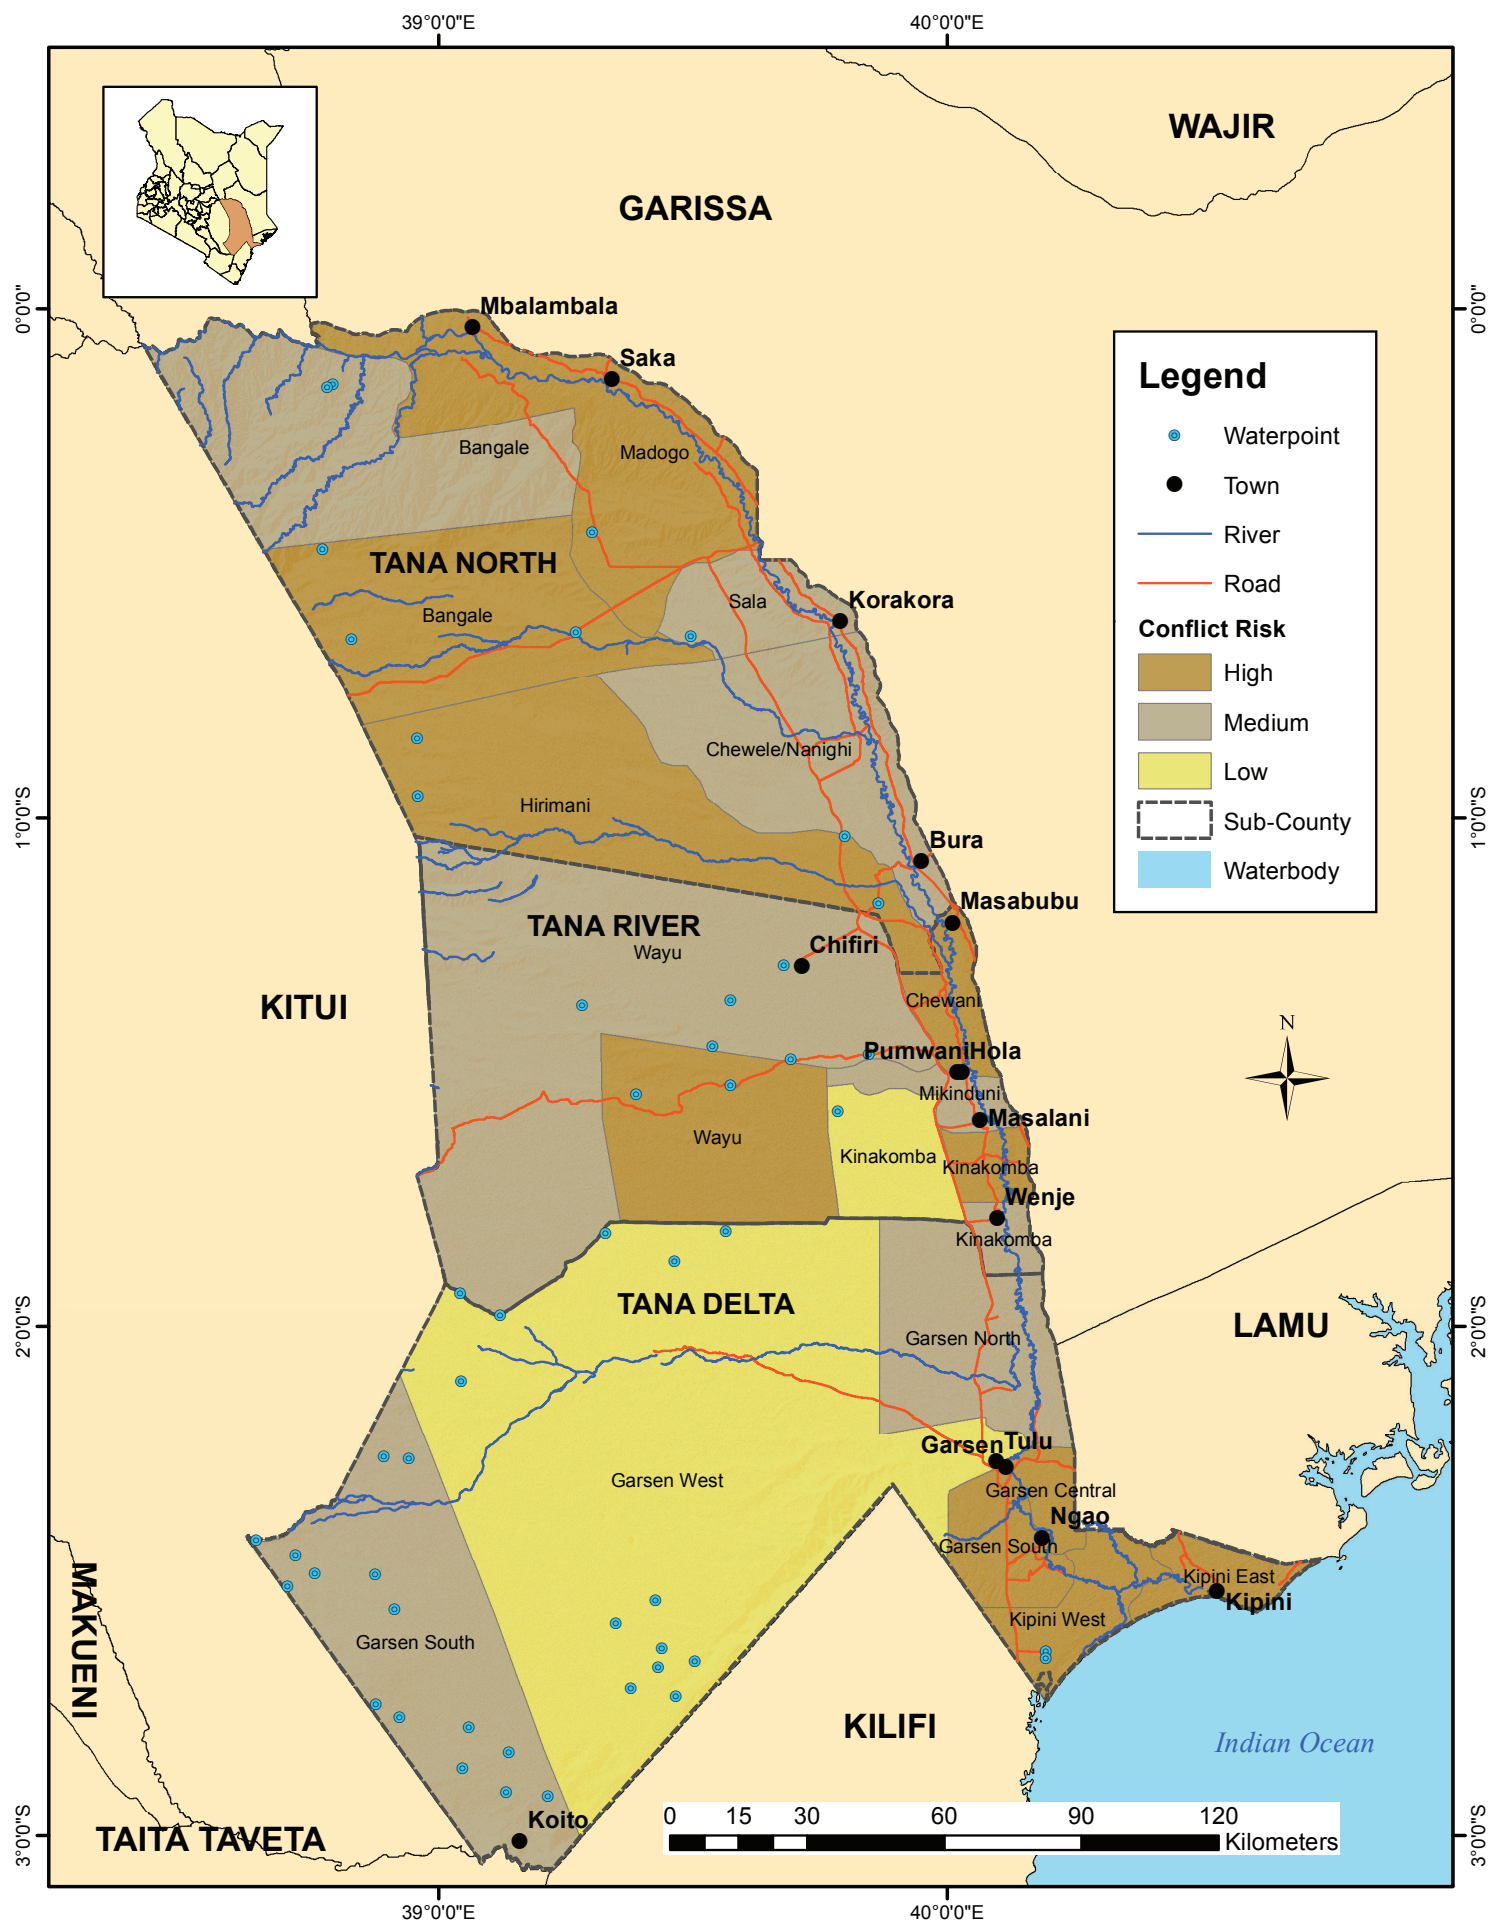 39°0'0"E
40°0'0"E
WAJIR
GARISSA
0°0'0"
0°0'0"
Mbalambala
Saka
Legend
Waterpoint
Town
River
Road
Conflict Risk
High
Medium
Low
Sub-County
Waterbody
Bangale
Madogo
TANA NORTH
Bangale
Sala
Korakora
Chewele/Nanighi
Hirimani
1°0'0"S
1°0'0"S
Bura
Masabubu
TANA RIVER
Wayu
Chifiri
KITUI
Chewani
N
Pumwani
Hola
Mikinduni
Masalani
Wayu
Kinakomba
Kinakomba
Wenje
Kinakomba
TANA DELTA
2°0'0"S
2°0'0"S
LAMU
Garsen North
Garsen
Tulu
Garsen West
Garsen Central
Ngao
Garsen South
Kipini East
Kipini
Kipini West
MAKUENI
Garsen South
KILIFI
Indian Ocean
Koito
TAITA TAVETA
0 15 30 60 90 120
Kilometers
3°0'0"S
3°0'0"S
39°0'0"E
40°0'0"E